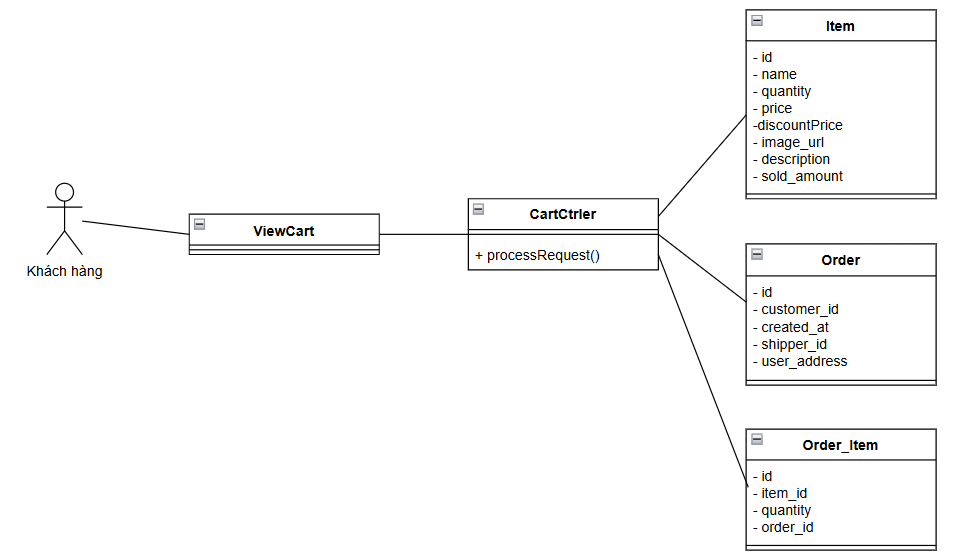 Khách hàng
ViewCart
CartCtrler
+ processRequest()
Item
- id
- name
- quantity
- price
-discountPrice
- image_url
- description
- sold_amount
Order
- id
- customer_id
- created_at
- shipper_id
- user_address
Order_Item
- id
- item_id
- quantity
- order_id